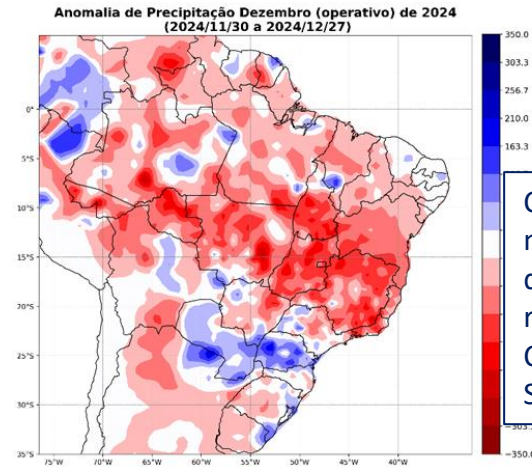 Anomalia de Precipitação Dezembro (operativo) de 2024
(2024/11/30 a 2024/12/27)
350.0
303.3
256.7
210.0
163.3
0°
5°S
10°S
15°S
20°S
25°S
30°S
35°S
75°W
70°W
65°W
60°W
55°W
50°W
45°W
40°W